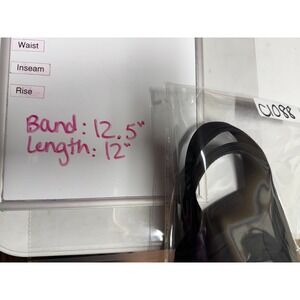 Waist
Inseam
Rise
Band: 12.5"
Length: 12"
C1088